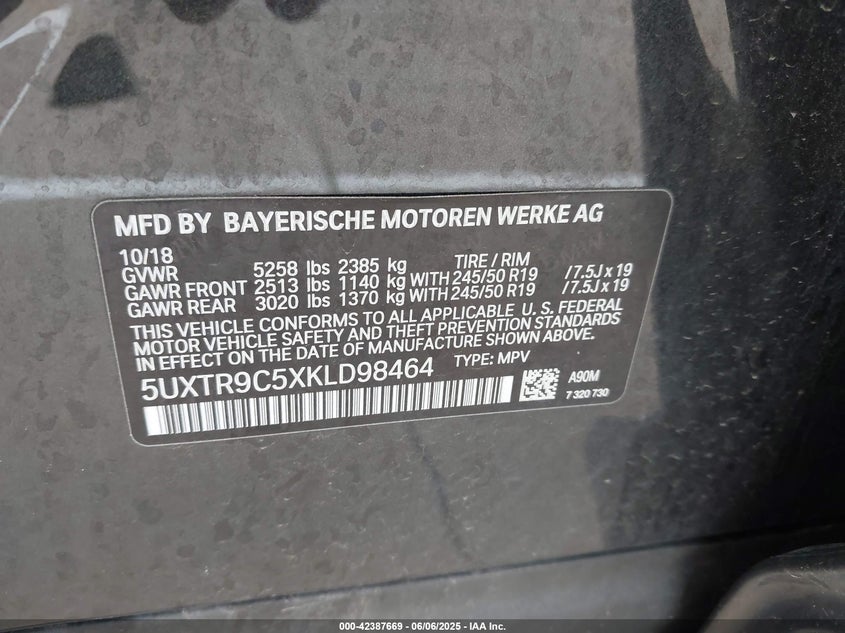 MFD BY BAYERISCHE MOTOREN WERKE AG
10/18 TIRE / RIM
GVWR 5258 lbs 2385 kg
GAWR FRONT 2513 lbs 1140 kg WITH 245/50 R19 /7.5J x 19
GAWR REAR 3020 lbs 1370 kg WITH 245/50 R19 /7.5J x 19
THIS VEHICLE CONFORMS TO ALL APPLICABLE U. S. FEDERAL
MOTOR VEHICLE SAFETY AND THEFT PREVENTION STANDARDS
IN EFFECT ON THE DATE OF MANUFACTURE SHOWN ABOVE.
5UXTR9C5XKLD98464 TYPE: MPV
A90M
7 320 730
000-42387669 - 06/06/2025 - IAA Inc.